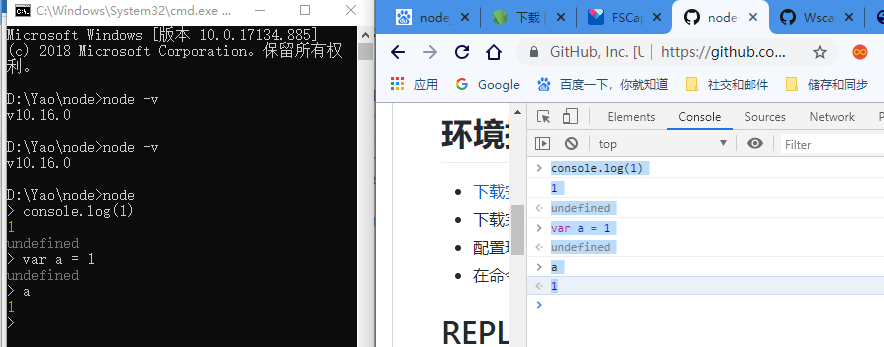 C:\Windows\System32\cmd.exe ...
Microsoft Windows [版本 10.0.17134.885]
(c) 2018 Microsoft Corporation。保留所有权
利。
D:\Yao\node>node -v
v10.16.0
D:\Yao\node>node -v
v10.16.0
D:\Yao\node>node
> console.log(1)
1
undefined
> var a = 1
undefined
> a
1
>
node
下载
FSCap
node
Wsca
GitHub, Inc. [U
https://github.co...
应用
Google
百度一下，你就知道
社交和邮件
储存和同步
环境
下载
下载
配置
在命
REPL
Elements
Console
Sources
Network
P
top
Filter
console.log(1)
1
undefined
var a = 1
undefined
a
1